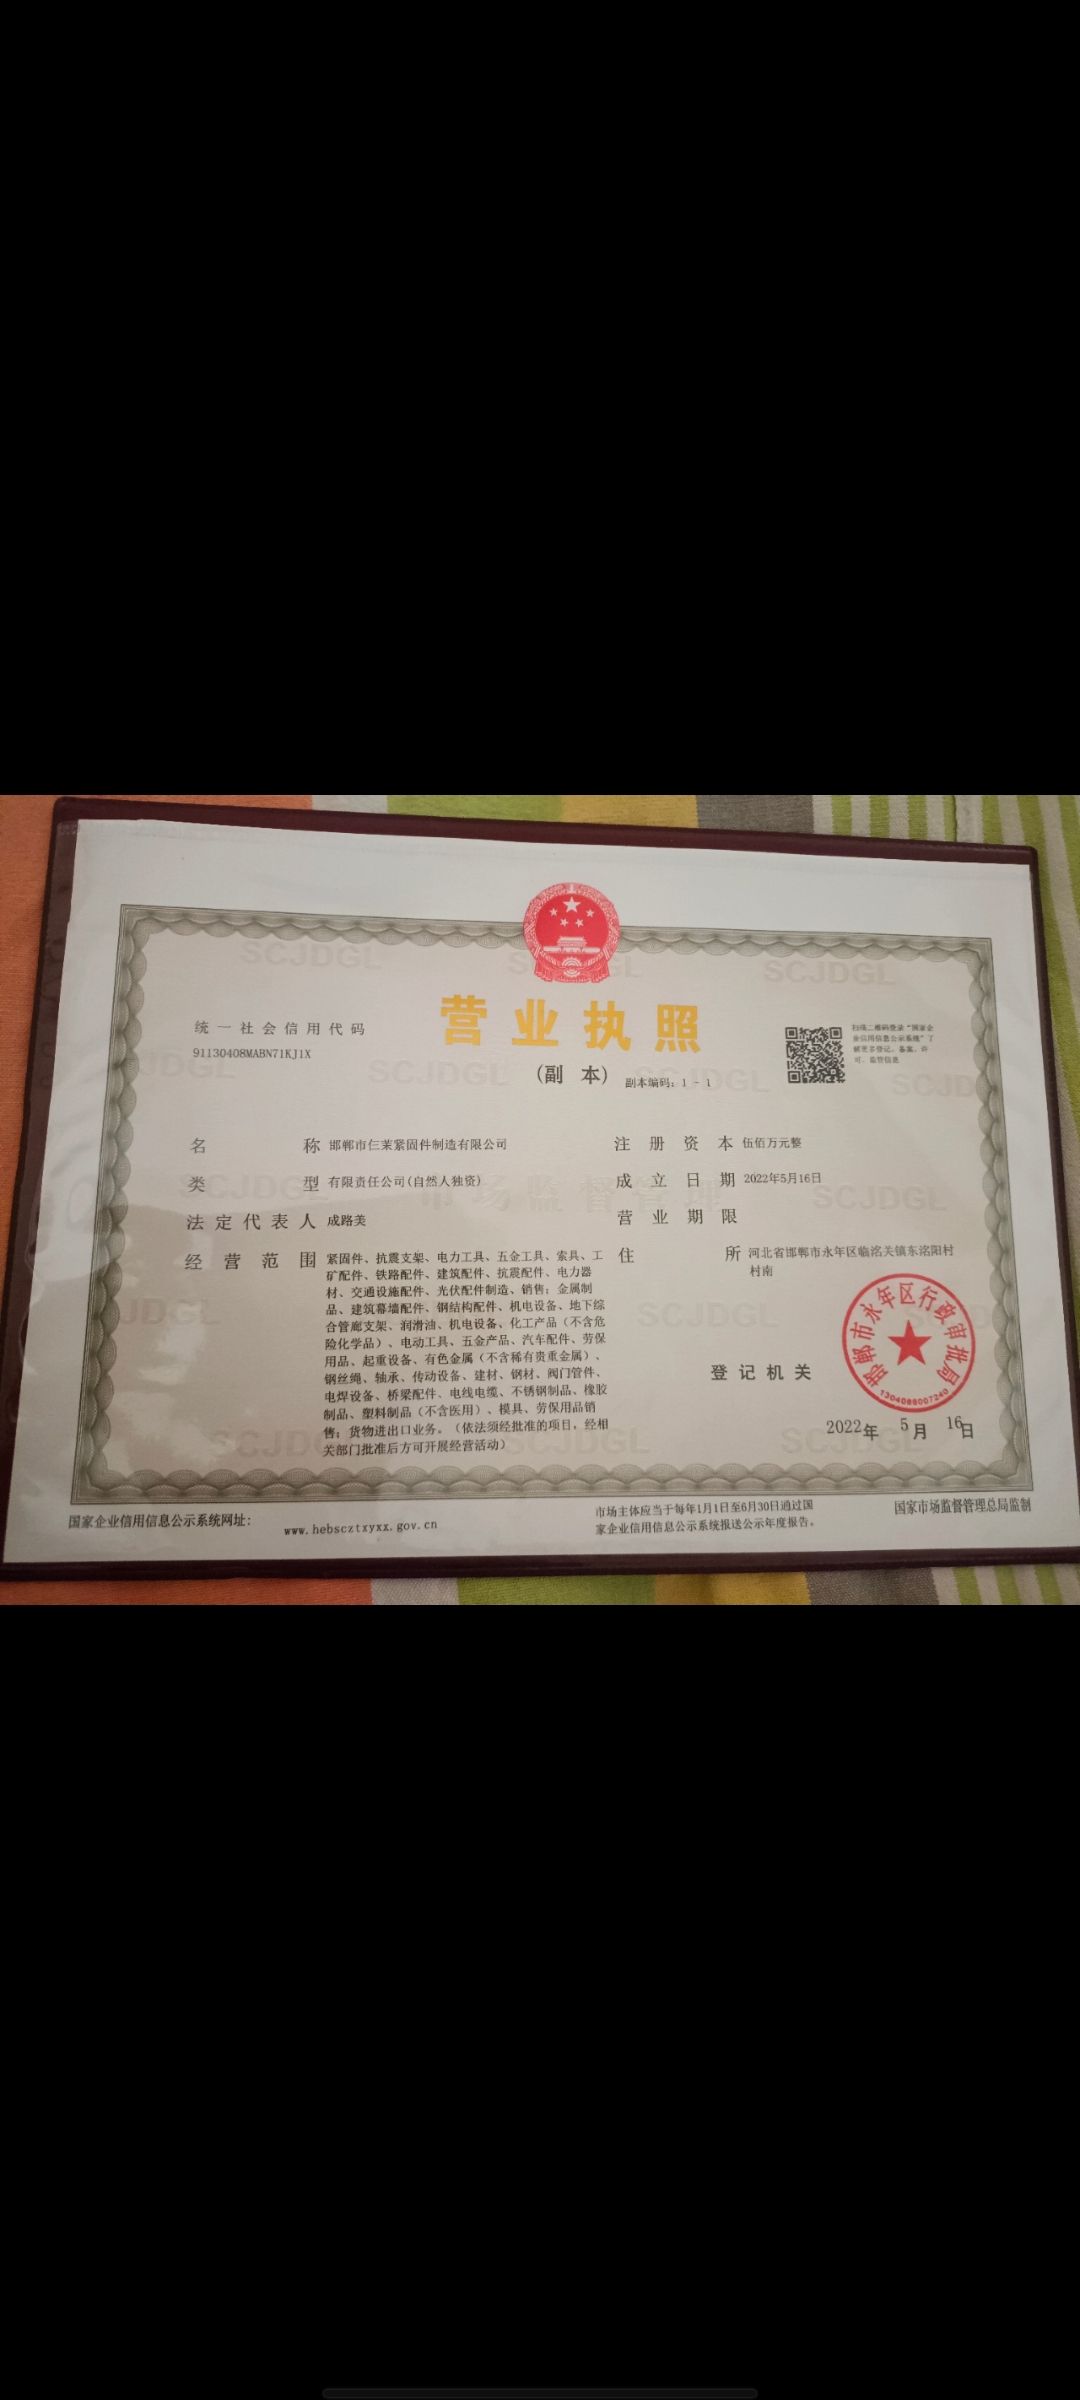 统一社会信用代码
91130408MABN71KJ1X
营业执照
(副 本) 副本编码: 1 - 1
扫描二维码登录“国家企
业信用信息公示系统”了
解更多登记、备案、许
可、监管信息
名 称 邯郸市仨茉紧固件制造有限公司
类 型 有限责任公司(自然人独资)
法定代表人 成路美
经营范围 紧固件、抗震支架、电力工具、五金工具、索具、工
矿配件、铁路配件、建筑配件、抗震配件、电力器
材、交通设施配件、光伏配件制造、销售; 金属制
品、建筑幕墙配件、钢结构配件、机电设备、地下综
合管廊支架、润滑油、机电设备、化工产品（不含危
险化学品）、电动工具、五金产品、汽车配件、劳保
用品、起重设备、有色金属（不含稀有贵重金属）、
钢丝绳、轴承、传动设备、建材、钢材、阀门管件、
电焊设备、桥梁配件、电线电缆、不锈钢制品、橡胶
制品、塑料制品（不含医用）、模具、劳保用品销
售; 货物进出口业务。（依法须经批准的项目，经相
关部门批准后方可开展经营活动）
注册资本 伍佰万元整
成立日期 2022年5月16日
营业期限
住 所 河北省邯郸市永年区临洺关镇东洺阳村
村南
登记机关
邯郸市永年区行政审批局
1304088007240
2022年 5月 16日
国家企业信用信息公示系统网址:
www.hebscztxyxx.gov.cn
市场主体应当于每年1月1日至6月30日通过国
家企业信用信息公示系统报送公示年度报告。
国家市场监督管理总局监制
SCJDGL
市场监督管理